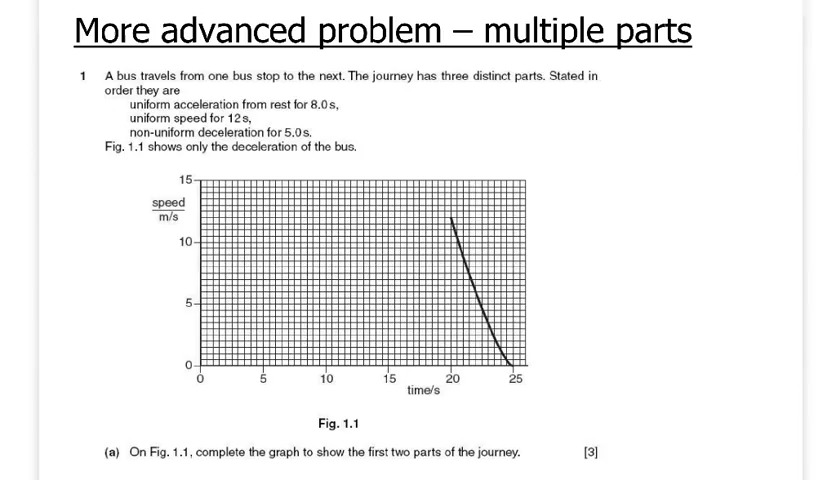 More advanced problem – multiple parts
1 A bus travels from one bus stop to the next. The journey has three distinct parts. Stated in
order they are
uniform acceleration from rest for 8.0 s,
uniform speed for 12 s,
non-uniform deceleration for 5.0 s.
Fig. 1.1 shows only the deceleration of the bus.
15
speed
m/s
10
5
0
0 5 10 15 20 25
time/s
Fig. 1.1
(a) On Fig. 1.1, complete the graph to show the first two parts of the journey. [3]